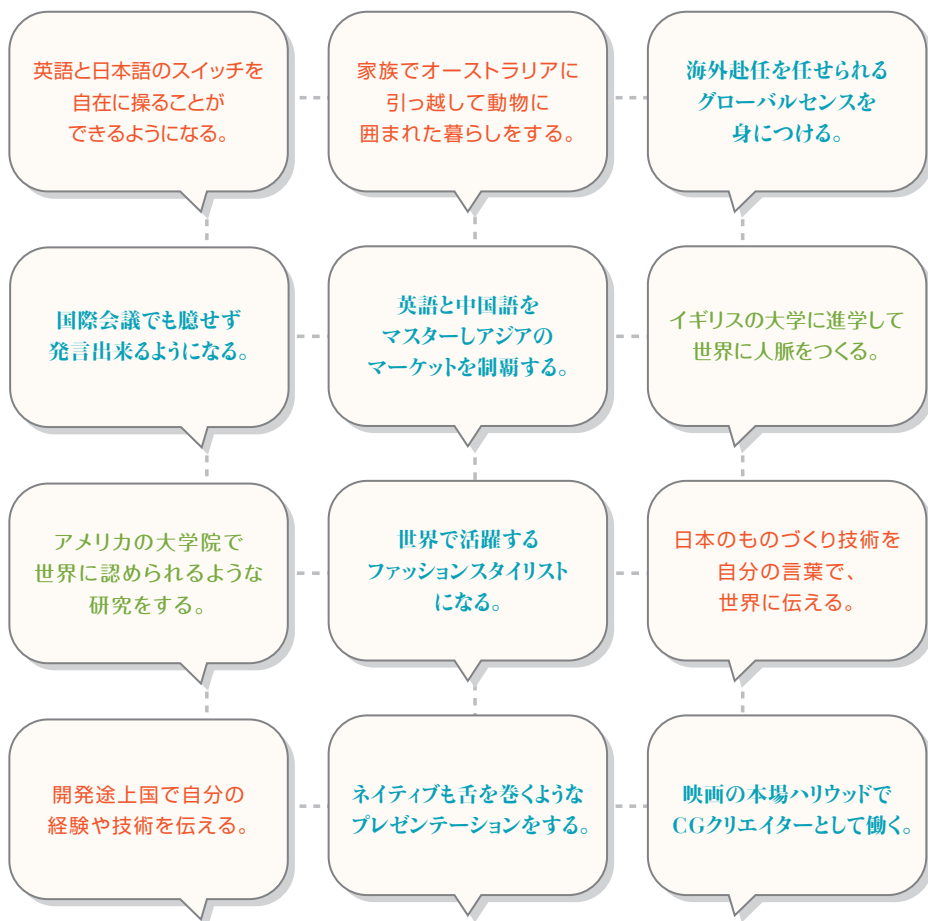 英語と日本語のスイッチを
自在に操ることが
できるようになる。
家族でオーストラリアに
引っ越して動物に
囲まれた暮らしをする。
海外赴任を任せられる
グローバルセンスを
身につける。
国際会議でも臆せず
発言出来るようになる。
英語と中国語を
マスターしアジアの
マーケットを制覇する。
イギリスの大学に進学して
世界に人脈をつくる。
アメリカの大学院で
世界に認められるような
研究をする。
世界で活躍する
ファッションスタイリスト
になる。
日本のものづくり技術を
自分の言葉で、
世界に伝える。
開発途上国で自分の
経験や技術を伝える。
ネイティブも舌を巻くような
プレゼンテーションをする。
映画の本場ハリウッドで
CGクリエイターとして働く。